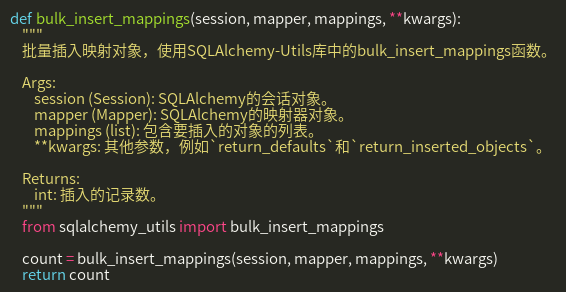 def bulk_insert_mappings(session, mapper, mappings, **kwargs):
"""
批量插入映射对象，使用SQLAlchemy-Utils库中的bulk_insert_mappings函数。
Args:
session (Session): SQLAlchemy的会话对象。
mapper (Mapper): SQLAlchemy的映射器对象。
mappings (list): 包含要插入的对象的列表。
**kwargs: 其他参数，例如`return_defaults`和`return_inserted_objects`。
Returns:
int: 插入的记录数。
"""
from sqlalchemy_utils import bulk_insert_mappings
count = bulk_insert_mappings(session, mapper, mappings, **kwargs)
return count